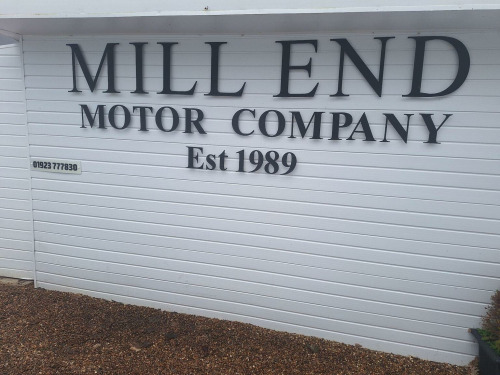 MILL END
MOTOR COMPANY
Est 1989
01923 777830